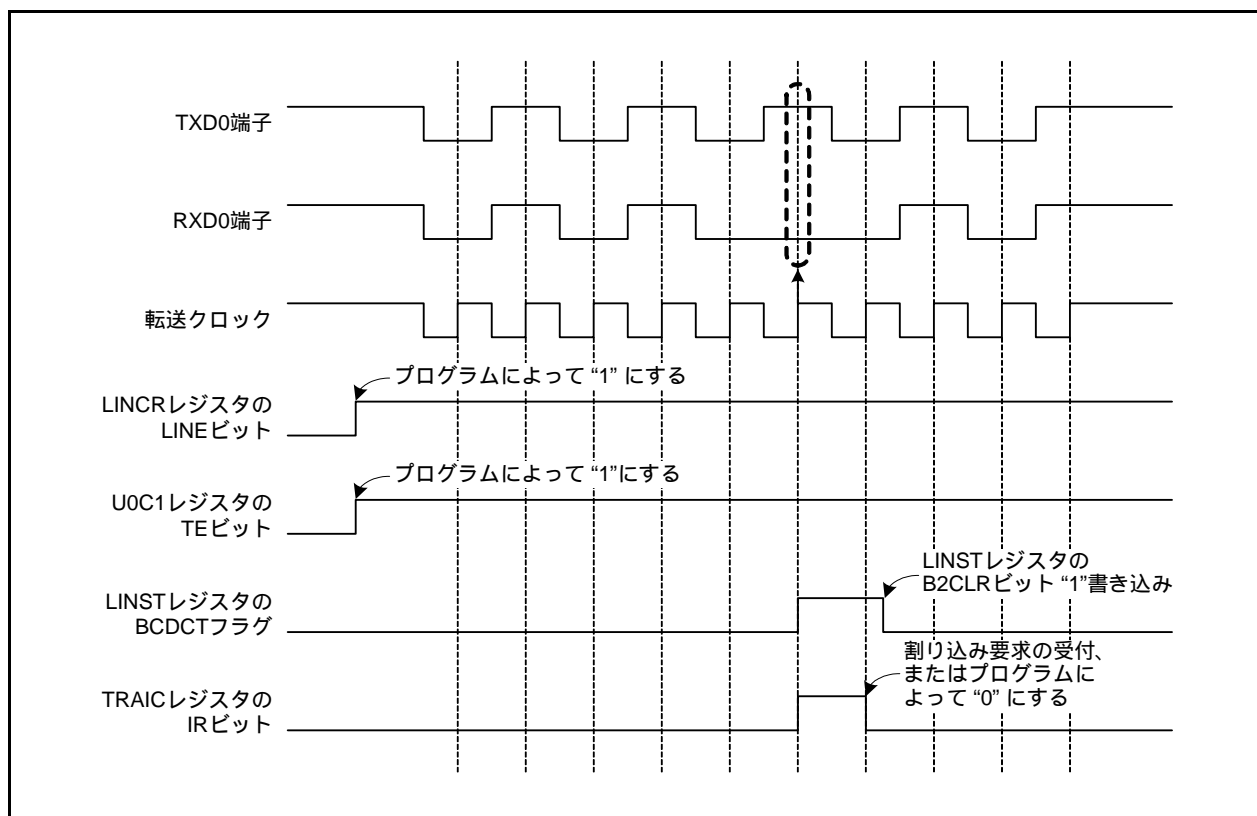 TXD0端子
RXD0端子
転送クロック
プログラムによって “1” にする
LINCRレジスタの
LINEビット
プログラムによって “1”にする
U0C1レジスタの
TEビット
LINSTレジスタの
B2CLRビット “1”書き込み
LINSTレジスタの
BCDCTフラグ
割り込み要求の受付、
またはプログラムに
よって “0” にする
TRAICレジスタの
IRビット